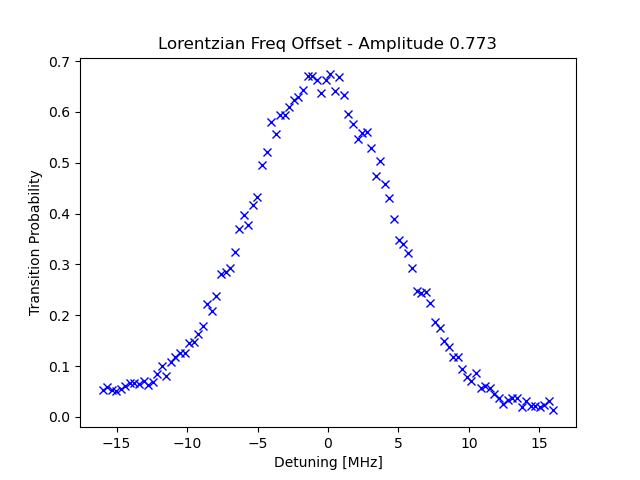 Lorentzian Freq Offset - Amplitude 0.773
Transition Probability
0.7
0.6
0.5
0.4
0.3
0.2
0.1
0.0
−15 −10 −5 0 5 10 15
Detuning [MHz]